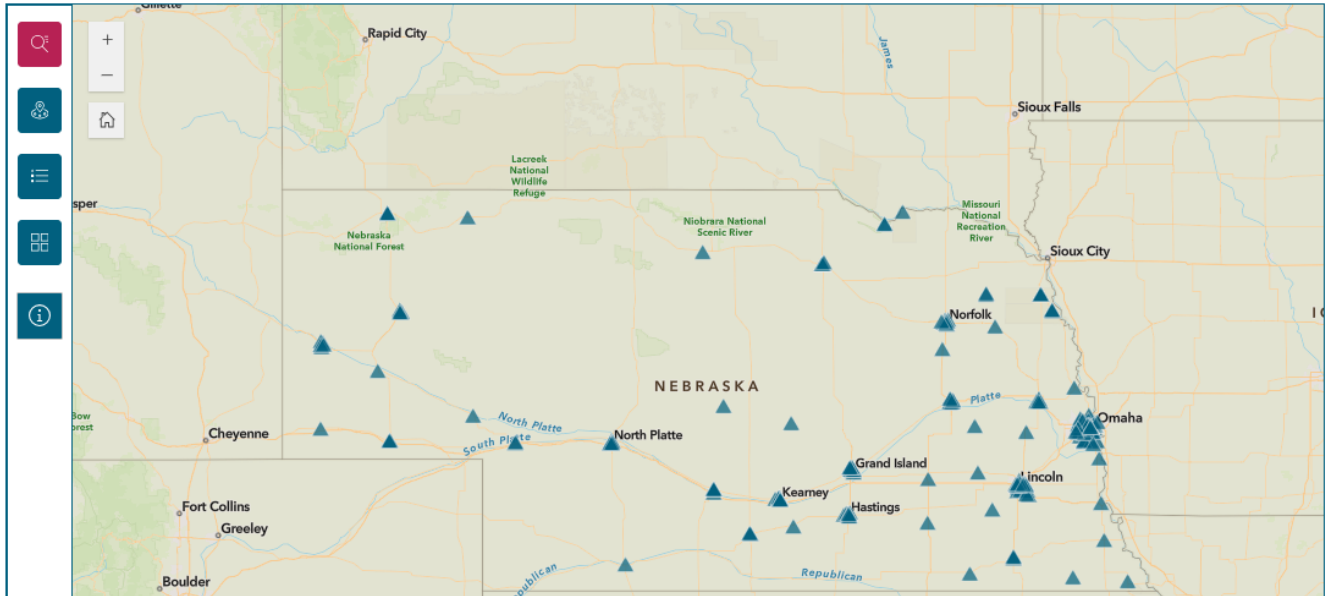 Gillette
Rapid City
James
Sioux Falls
Lacreek
National
Wildlife
Refuge
sper
Nebraska
National Forest
Niobrara National
Scenic River
Missouri
National
Recreation
River
Sioux City
Norfolk
NEBRASKA
Bow
orest
Cheyenne
North Platte
South Platte
North Platte
Platte
Omaha
Grand Island
Lincoln
Kearney
Hastings
Fort Collins
Greeley
Boulder
Republican
Republican